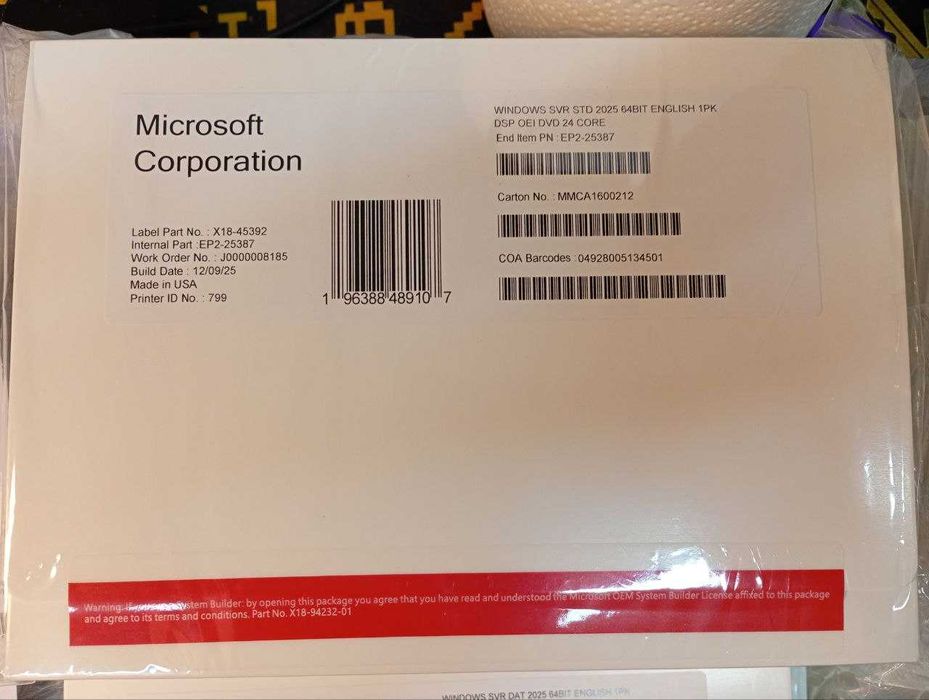 Microsoft
Corporation
Label Part No. : X18-45392
Internal Part :EP2-25387
Work Order No. : J0000008185
Build Date : 12/09/25
Made in USA
Printer ID No. : 799
1 96388 48910 7
WINDOWS SVR STD 2025 64BIT ENGLISH 1PK
DSP OEI DVD 24 CORE
End Item PN : EP2-25387
Carton No. : MMCA1600212
COA Barcodes : 04928005134501
Warning: If System Builder: by opening this package you agree that you have read and understood the Microsoft OEM System Builder License affixed to this package
and agree to its terms and conditions. Part No. X18-94232-01
WINDOWS SVR DAT 2025 64BIT ENGLISH 1PK